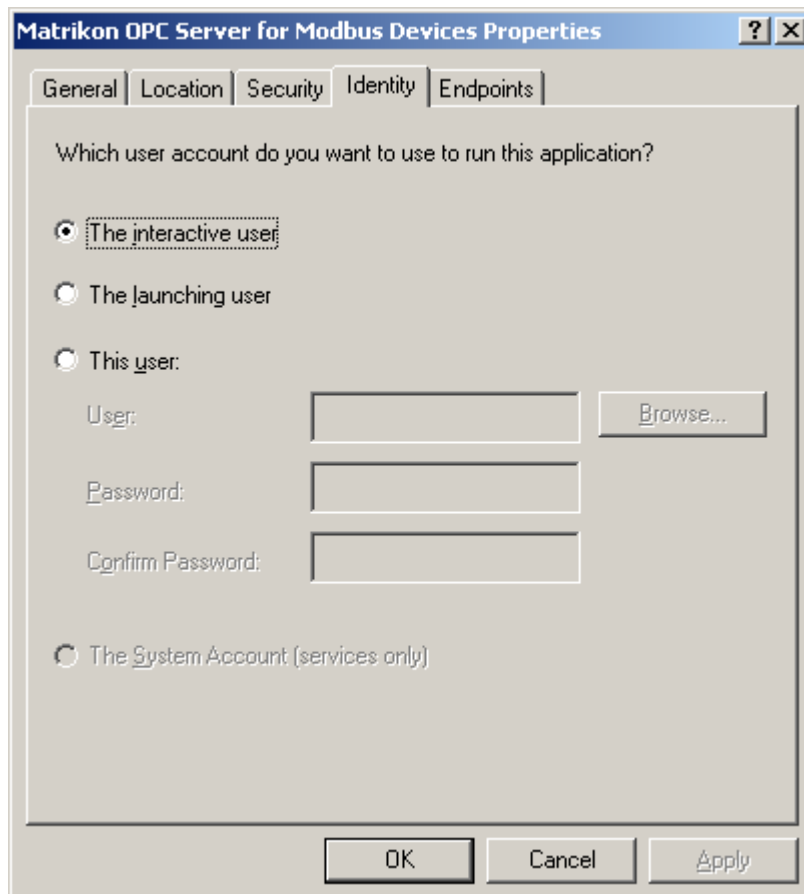 Matrikon OPC Server for Modbus Devices Properties
General Location Security Identity Endpoints
Which user account do you want to use to run this application?
The interactive user
The launching user
This user:
User:
Browse...
Password:
Confirm Password:
The System Account (services only)
OK Cancel Apply